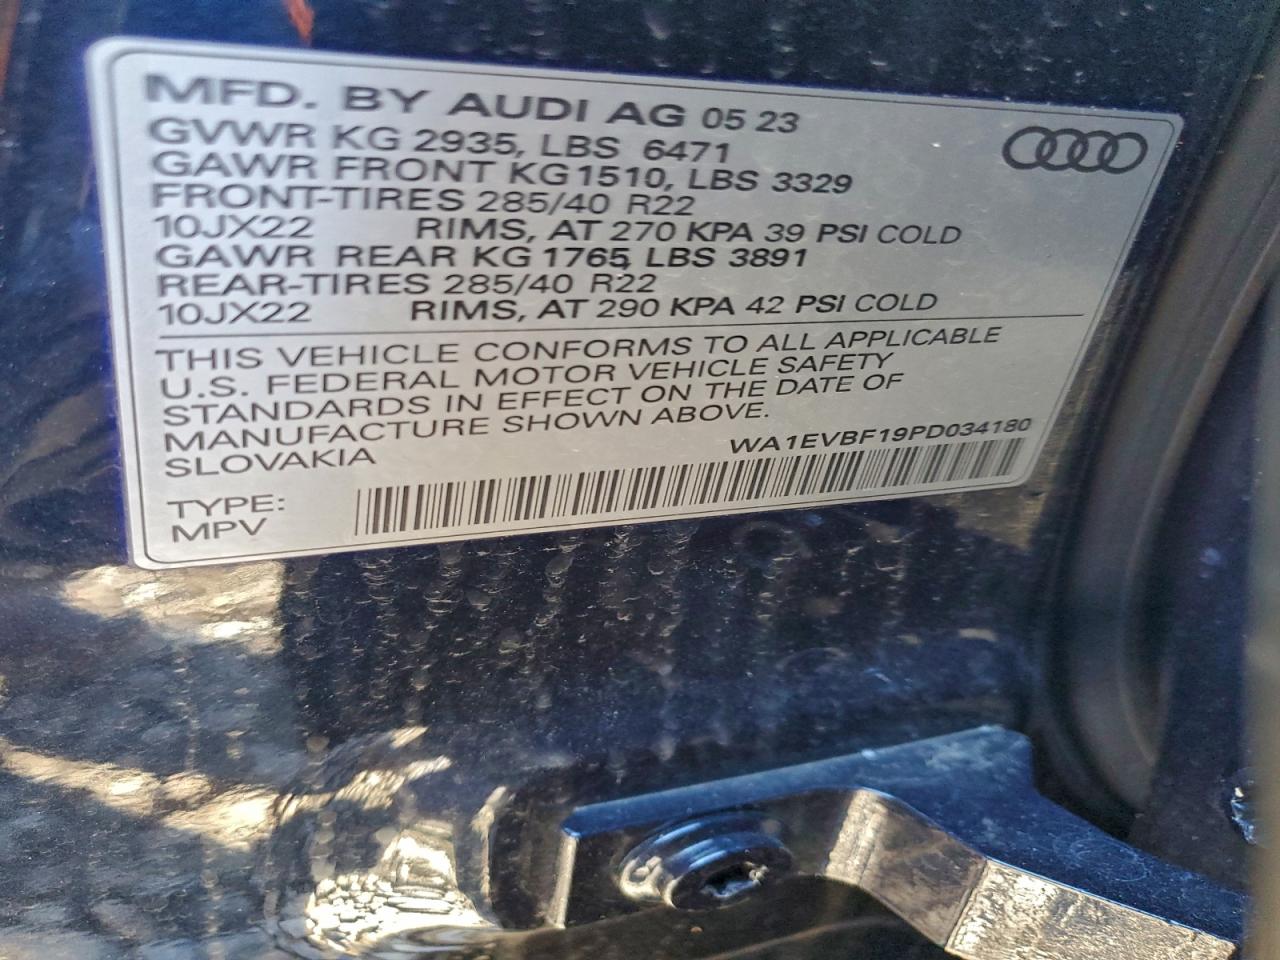 MFD. BY AUDI AG 05 23
GVWR KG 2935, LBS 6471
GAWR FRONT KG 1510, LBS 3329
FRONT-TIRES 285/40 R22
10JX22 RIMS, AT 270 KPA 39 PSI COLD
GAWR REAR KG 1765, LBS 3891
REAR-TIRES 285/40 R22
10JX22 RIMS, AT 290 KPA 42 PSI COLD
THIS VEHICLE CONFORMS TO ALL APPLICABLE
U.S. FEDERAL MOTOR VEHICLE SAFETY
STANDARDS IN EFFECT ON THE DATE OF
MANUFACTURE SHOWN ABOVE.
SLOVAKIA
WA1EVBF19PD034180
TYPE:
MPV